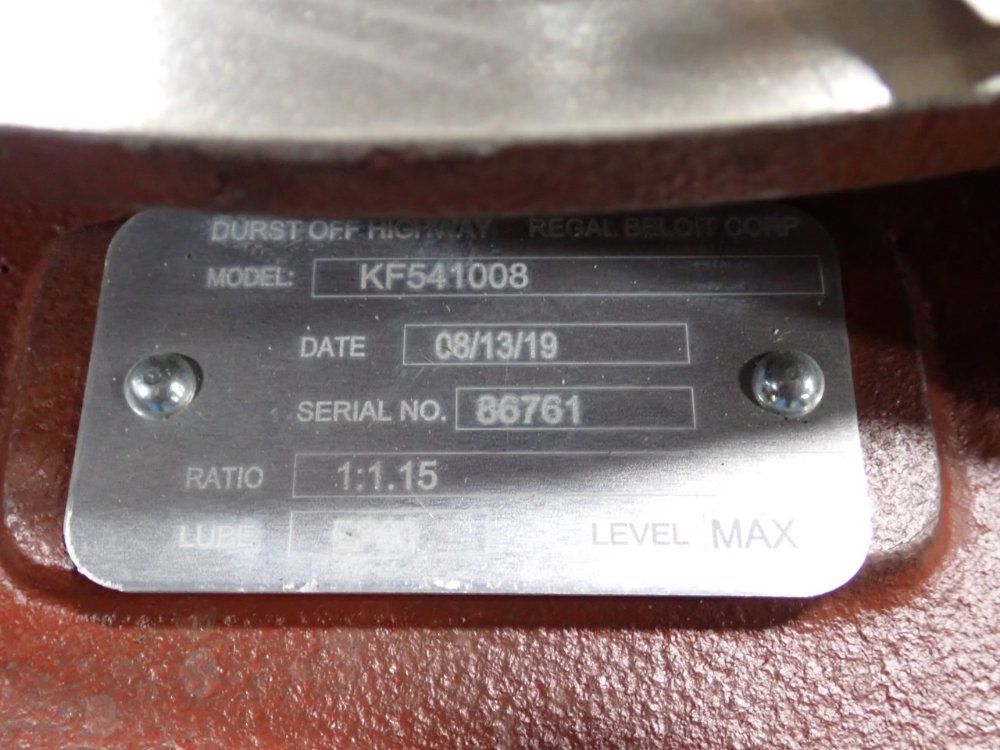 DURST OFF HIGHWAY REGAL BELOIT CORP
MODEL: KF541008
DATE 08/13/19
SERIAL NO. 86761
RATIO 1:1.15
LUBE LEVEL MAX